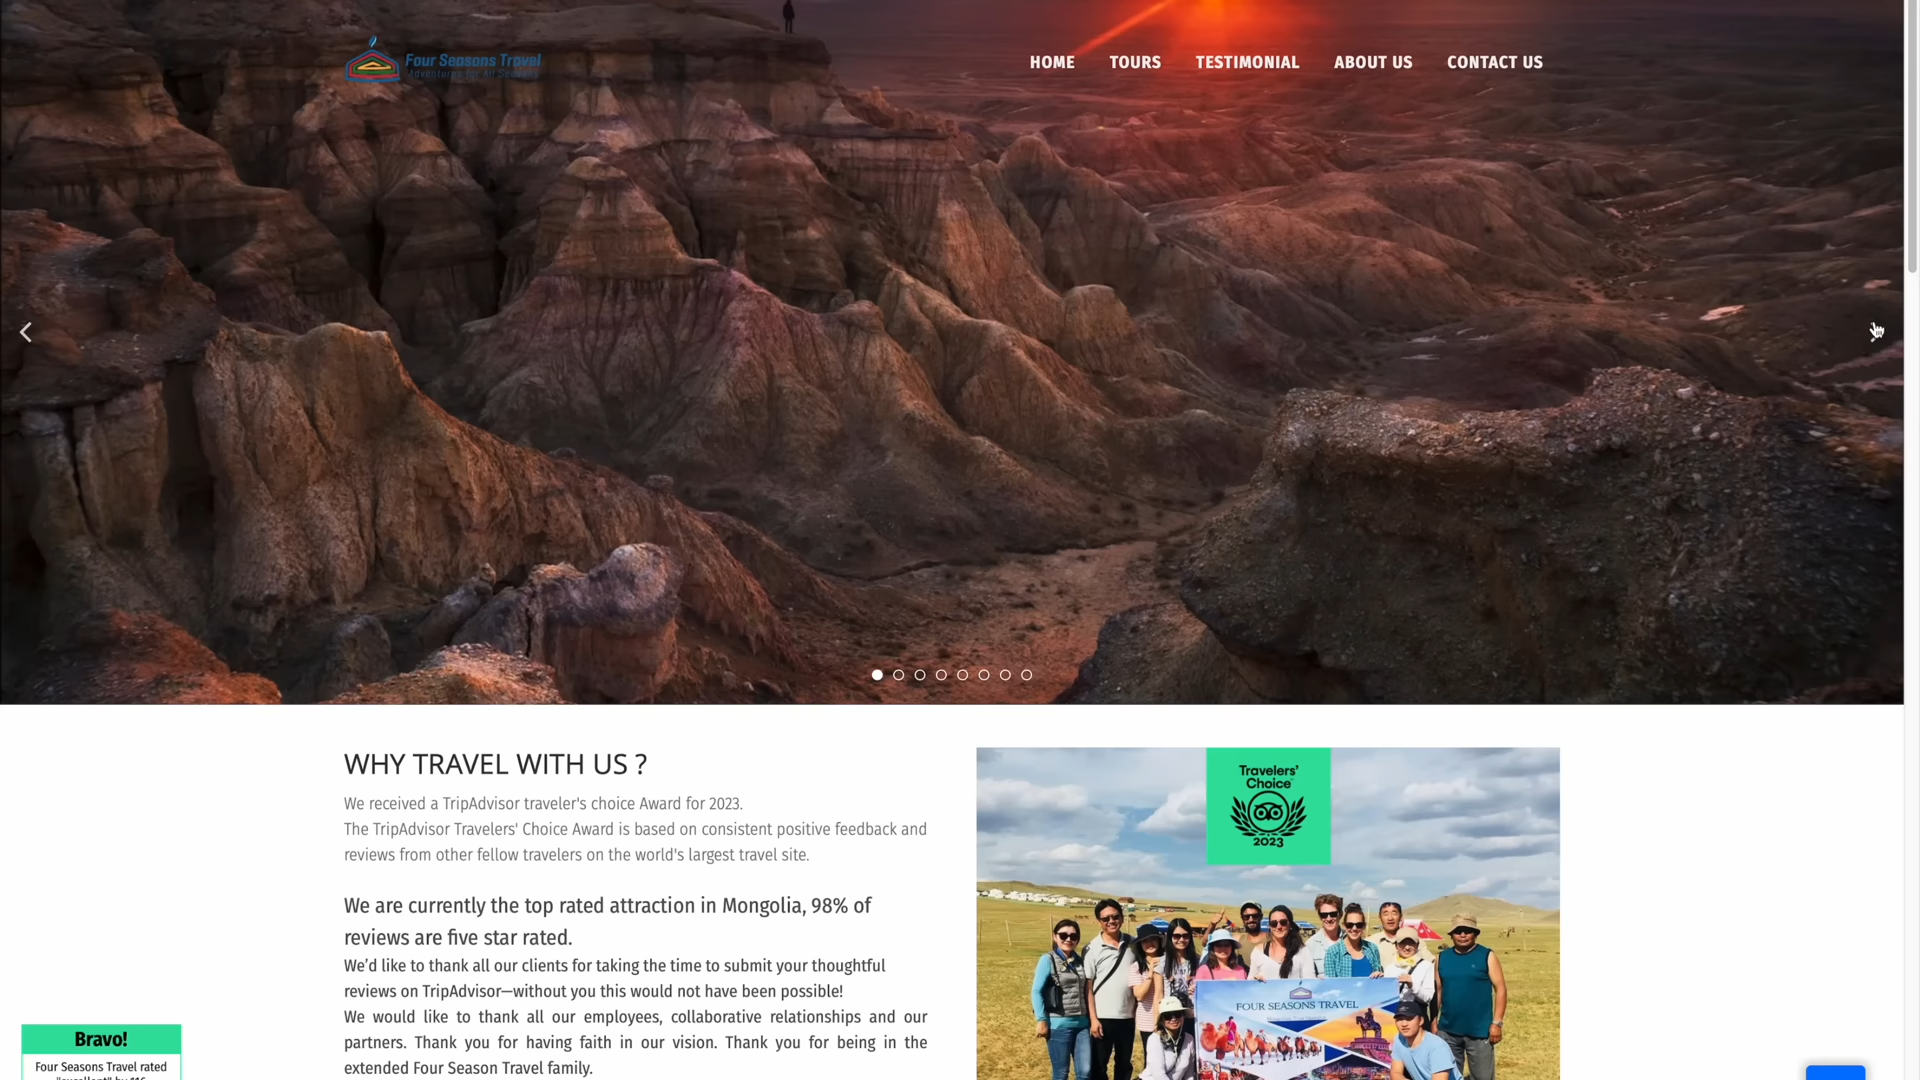 Four Seasons Travel
Adventures for All Seasons
HOME TOURS TESTIMONIAL ABOUT US CONTACT US
WHY TRAVEL WITH US ?
We received a TripAdvisor traveler's choice Award for 2023.
The TripAdvisor Travelers' Choice Award is based on consistent positive feedback and
reviews from other fellow travelers on the world's largest travel site.
We are currently the top rated attraction in Mongolia, 98% of
reviews are five star rated.
We'd like to thank all our clients for taking the time to submit your thoughtful
reviews on TripAdvisor—without you this would not have been possible!
We would like to thank all our employees, collaborative relationships and our
partners. Thank you for having faith in our vision. Thank you for being in the
extended Four Season Travel family.
Travelers'
Choice
2023
FOUR SEASONS TRAVEL
Bravo!
Four Seasons Travel rated